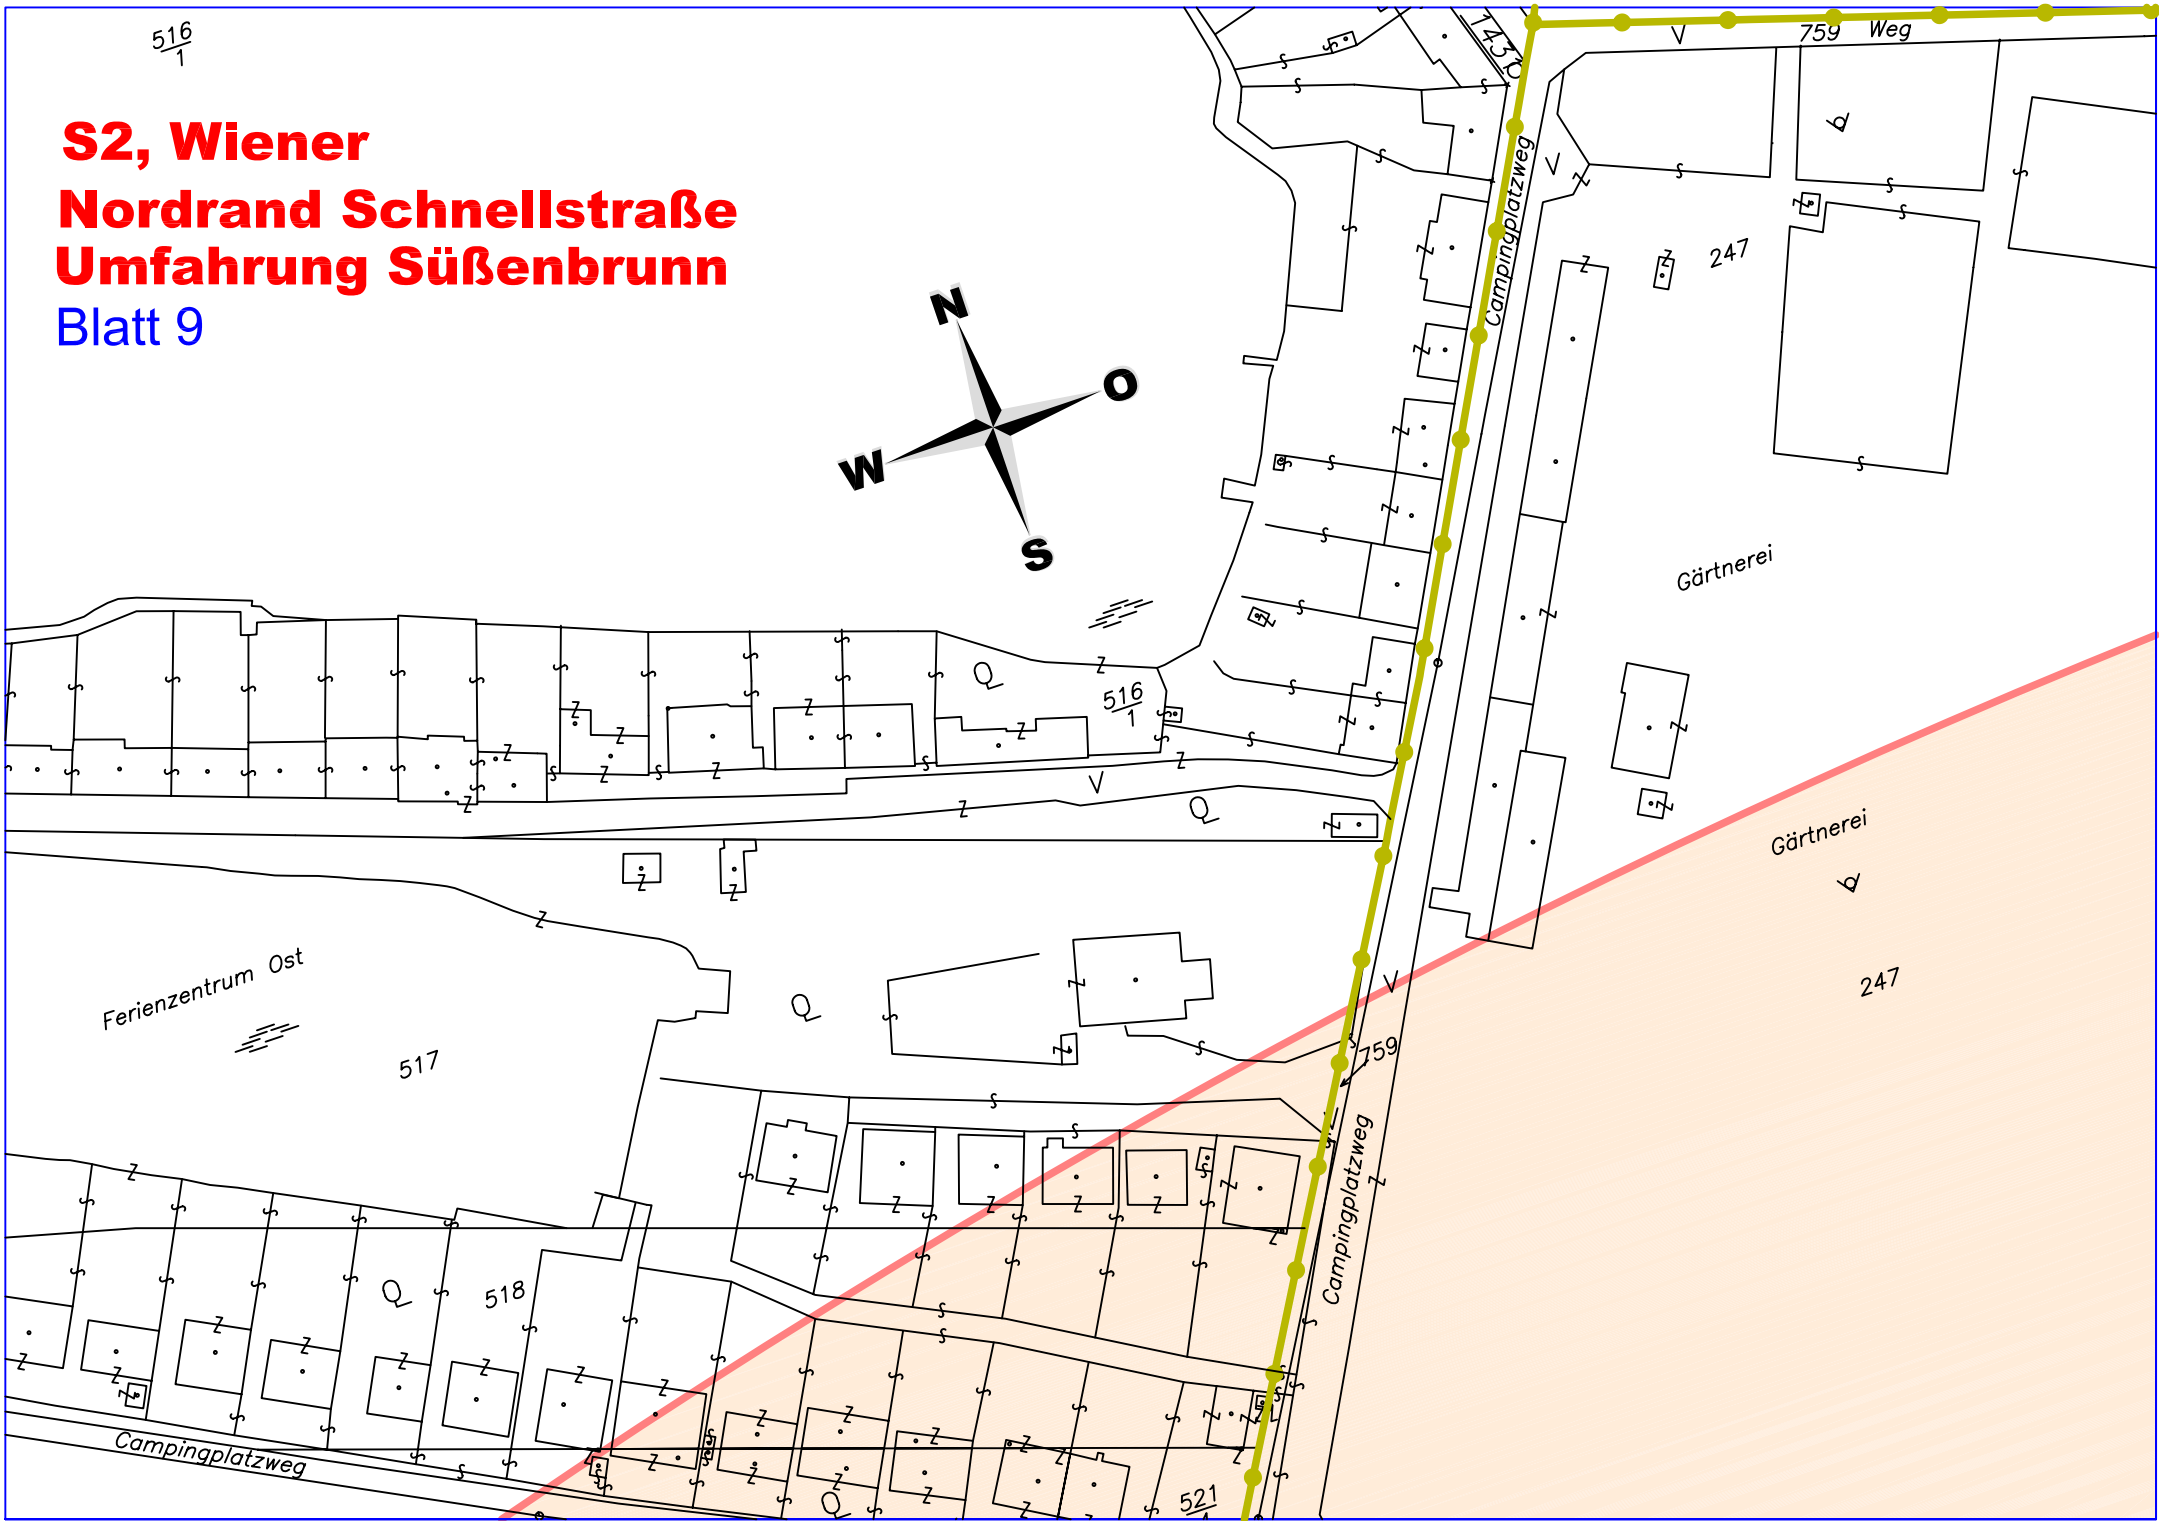 516
1
S2, Wiener
Nordrand Schnellstraße
Umfahrung Süßenbrunn
Blatt 9
N
O
W
S
759 Weg
Campingplatzweg
247
Gärtnerei
516
1
Gärtnerei
247
Ferienzentrum Ost
517
759
Campingplatzweg
518
Campingplatzweg
521